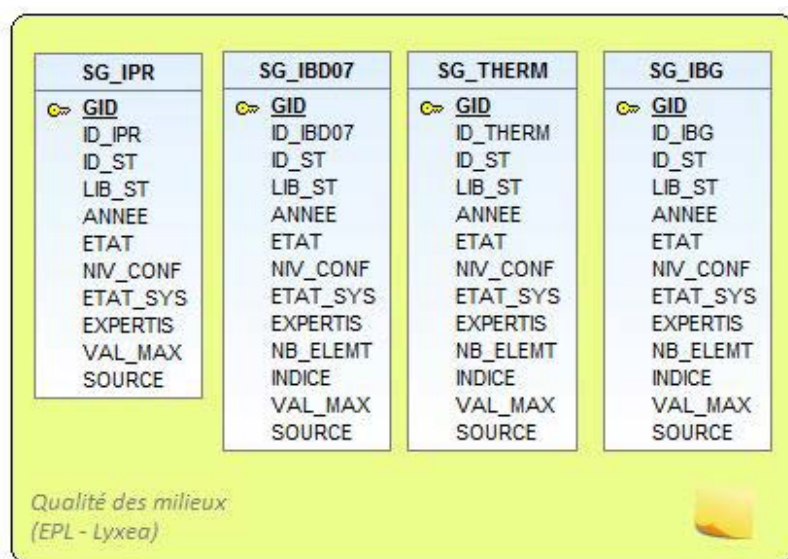 SG_IPR
GID
ID_IPR
ID_ST
LIB_ST
ANNEE
ETAT
NIV_CONF
ETAT_SYS
EXPERTIS
VAL_MAX
SOURCE
SG_IBD07
GID
ID_IBD07
ID_ST
LIB_ST
ANNEE
ETAT
NIV_CONF
ETAT_SYS
EXPERTIS
NB_ELEMT
INDICE
VAL_MAX
SOURCE
SG_THERM
GID
ID_THERM
ID_ST
LIB_ST
ANNEE
ETAT
NIV_CONF
ETAT_SYS
EXPERTIS
NB_ELEMT
INDICE
VAL_MAX
SOURCE
SG_IBG
GID
ID_IBG
ID_ST
LIB_ST
ANNEE
ETAT
NIV_CONF
ETAT_SYS
EXPERTIS
NB_ELEMT
INDICE
VAL_MAX
SOURCE
Qualité des milieux
(EPL - Lyxea)